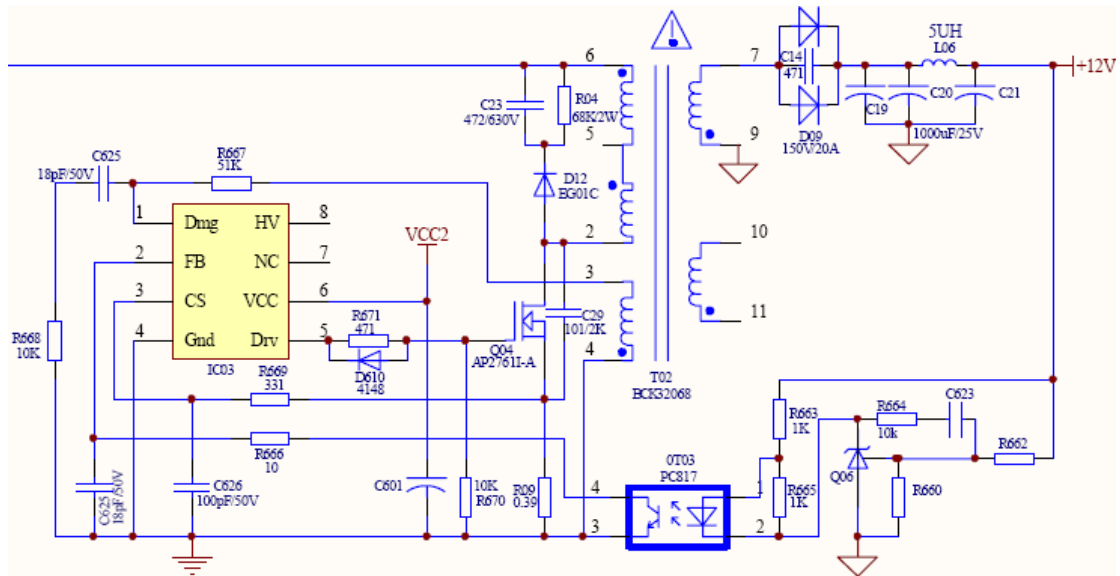 5UH
L06
+12V
6
7
C14
471
C23
472/630V
R04
68K/2W
C19
C20
C21
1000uF/25V
5
9
D09
150V/20A
C625
18pF/50V
R667
51K
D12
EG01C
1
Dmg
HV
8
2
FB
NC
7
3
CS
VCC
6
4
Gnd
Drv
5
IC03
VCC2
2
10
3
11
4
R668
10K
R671
471
D610
4148
Q04
AP2761I-A
C29
101/2K
T02
BCK32068
R669
331
R666
10
R663
1K
R664
10k
C623
R662
0T03
PC817
C625
18pF/50V
C626
100pF/50V
C601
10K
R670
R09
0.39
4
3
1
2
R665
1K
Q06
R660